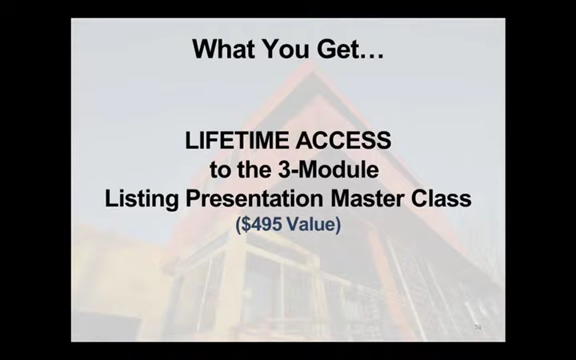 What You Get…
LIFETIME ACCESS
to the 3-Module
Listing Presentation Master Class
($495 Value)